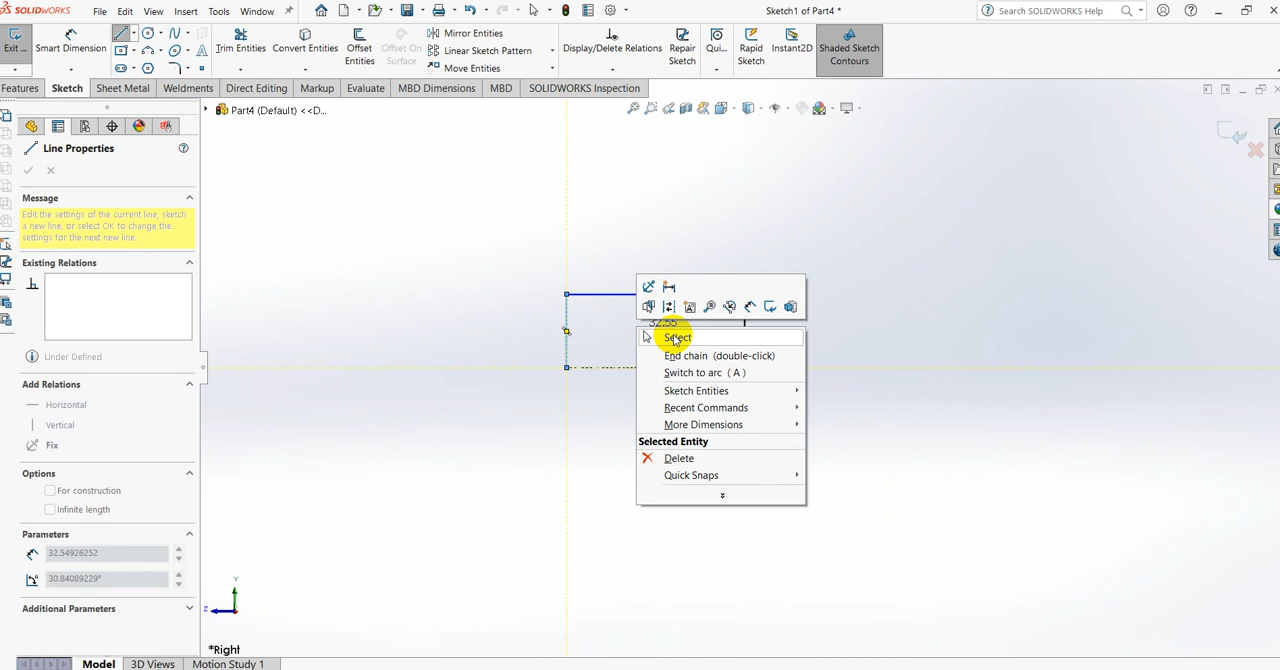 SOLIDWORKS
File Edit View Insert Tools Window
Sketch1 of Part4 *
Search SOLIDWORKS Help
Exit ...
Smart Dimension
Trim Entities
Convert Entities
Offset Entities
Offset On Surface
Mirror Entities
Linear Sketch Pattern
Move Entities
Display/Delete Relations
Repair Sketch
Qui...
Rapid Sketch
Instant2D
Shaded Sketch Contours
Features Sketch Sheet Metal Weldments Direct Editing Markup Evaluate MBD Dimensions MBD SOLIDWORKS Inspection
Part4 (Default) <<D...
Line Properties
Message
Edit the settings of the current line, sketch
a new line, or select OK to change the
settings for the next new line.
Existing Relations
Under Defined
Add Relations
Horizontal
Vertical
Fix
Options
For construction
Infinite length
Parameters
32.54926252
30.84089229°
Additional Parameters
32.55
Select
End chain (double-click)
Switch to arc ( A )
Sketch Entities
Recent Commands
More Dimensions
Selected Entity
Delete
Quick Snaps
Y
Z
*Right
Model 3D Views Motion Study 1